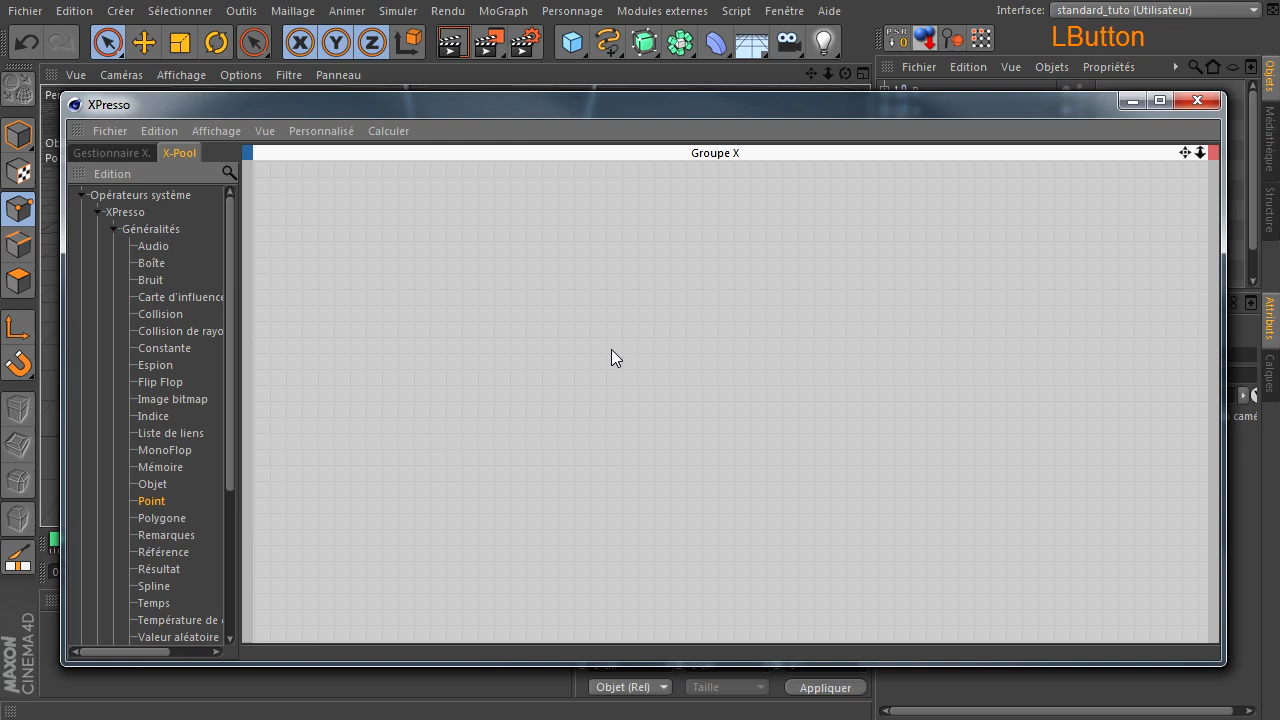 Fichier Edition Créer Sélectionner Outils Maillage Animer Simuler Rendu MoGraph Personnage Modules externes Script Fenêtre Aide Interface: standard_tuto (Utilisateur)
X Y Z
PSR
LButton
Vue Caméras Affichage Options Filtre Panneau
Fichier Edition Vue Objets Propriétés
XPresso
Fichier Edition Affichage Vue Personnalisé Calculer
Gestionnaire X. X-Pool
Groupe X
Edition
Opérateurs système
XPresso
Généralités
Audio
Boîte
Bruit
Carte d'influence
Collision
Collision de rayo
Constante
Espion
Flip Flop
Image bitmap
Indice
Liste de liens
MonoFlop
Mémoire
Objet
Point
Polygone
Remarques
Référence
Résultat
Spline
Temps
Température de
Valeur aléatoire
Objets
Médiathèque
Structure
Attributs
Calques
camé
Objet (Rel) Taille Appliquer
MAXON
CINEMA 4D